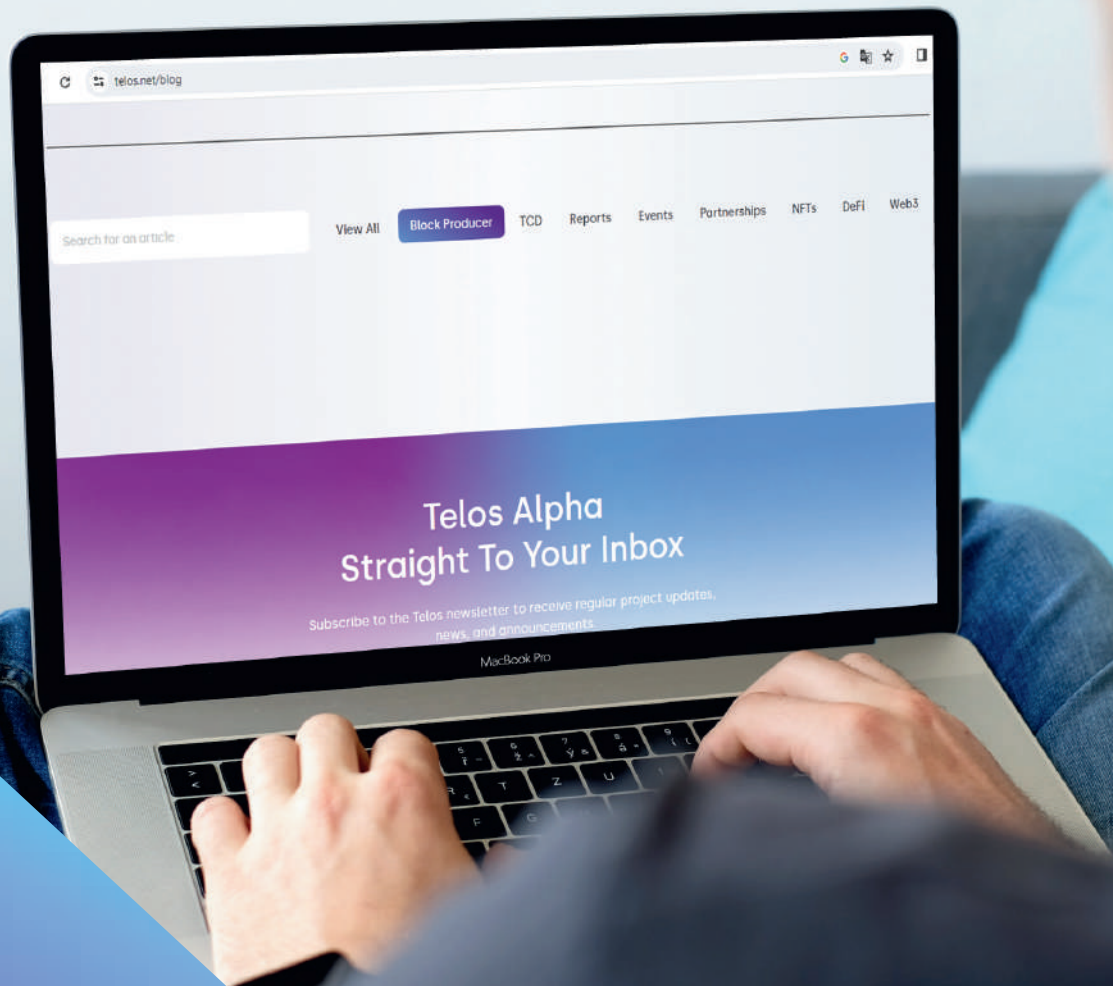 telos.net/blog
Search for an article
View All
Block Producer
TCD
Reports
Events
Partnerships
NFTs
DeFi
Web3
Telos Alpha
Straight To Your Inbox
Subscribe to the Telos newsletter to receive regular project updates,
news, and announcements.
MacBook Pro
R T Z U
F G